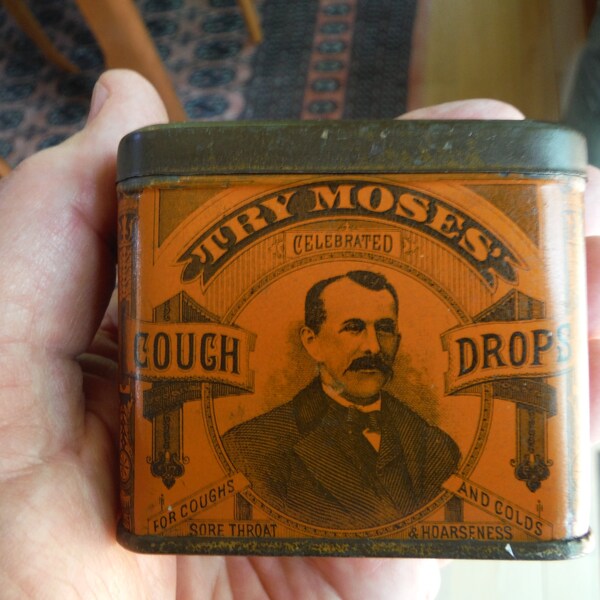 TRY MOSES'
CELEBRATED
COUGH DROPS
FOR COUGHS AND COLDS
SORE THROAT & HOARSENESS